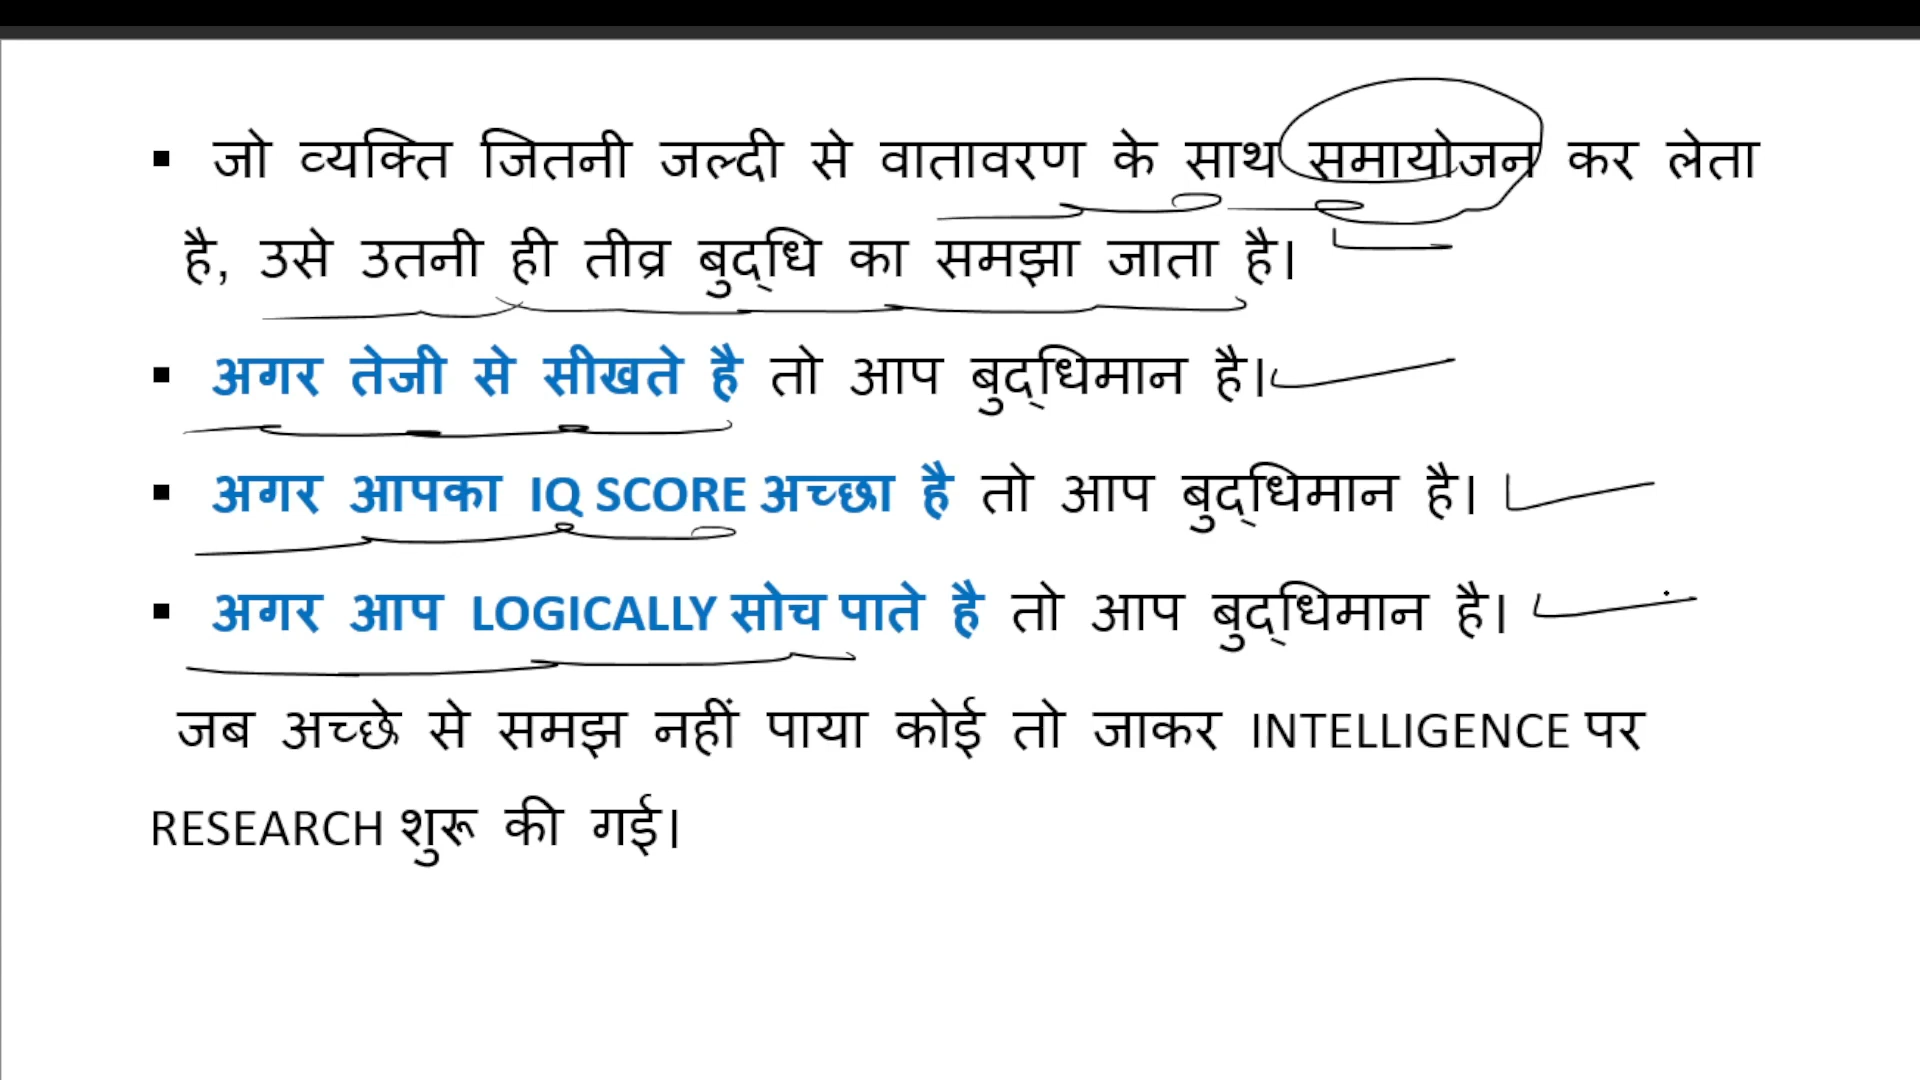 ▪ जो व्यक्ति जितनी जल्दी से वातावरण के साथ समायोजन कर लेता
है, उसे उतनी ही तीव्र बुद्धि का समझा जाता है।
▪ अगर तेजी से सीखते है तो आप बुद्धिमान है।
▪ अगर आपका IQ SCORE अच्छा है तो आप बुद्धिमान है।
▪ अगर आप LOGICALLY सोच पाते है तो आप बुद्धिमान है।
जब अच्छे से समझ नहीं पाया कोई तो जाकर INTELLIGENCE पर
RESEARCH शुरू की गई।